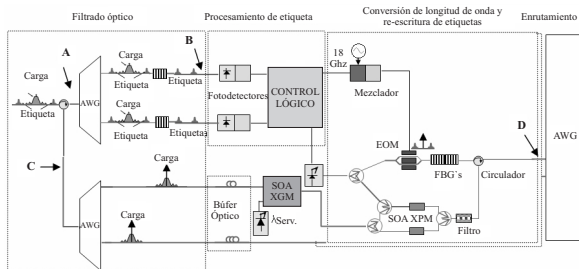 Filtrado óptico
Procesamiento de etiqueta
Conversión de longitud de onda
y re-escritura de etiquetas
Enrutamiento
A
B
Carga
Etiqueta
Carga
Etiqueta
Etiqueta
AWG
Carga
Etiqueta
Etiqueta
Fotodetectores
CONTROL
LÓGICO
18
Ghz
Mezclador
EOM
FBG's
Circulador
D
AWG
C
Carga
AWG
Carga
Búfer
Óptico
SOA
XGM
λServ.
SOA XPM
Filtro